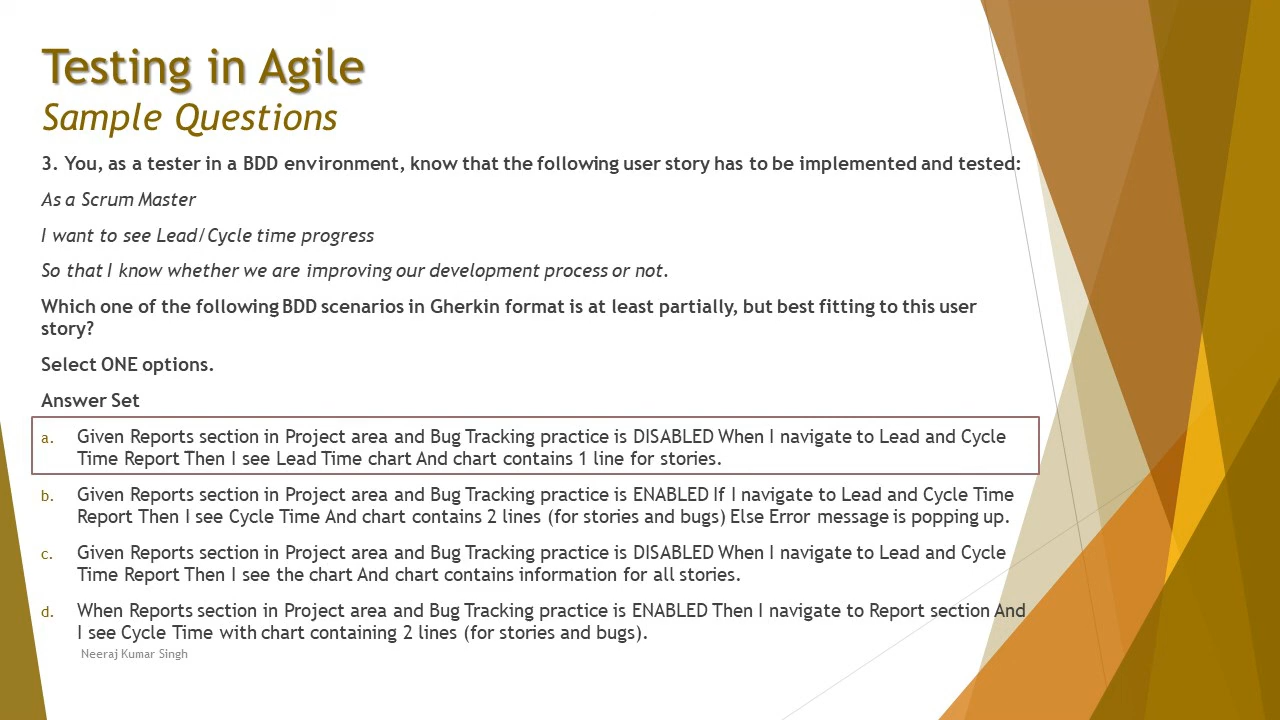 Testing in Agile
Sample Questions
3. You, as a tester in a BDD environment, know that the following user story has to be implemented and tested:
As a Scrum Master
I want to see Lead/Cycle time progress
So that I know whether we are improving our development process or not.
Which one of the following BDD scenarios in Gherkin format is at least partially, but best fitting to this user
story?
Select ONE options.
Answer Set
a. Given Reports section in Project area and Bug Tracking practice is DISABLED When I navigate to Lead and Cycle
Time Report Then I see Lead Time chart And chart contains 1 line for stories.
b. Given Reports section in Project area and Bug Tracking practice is ENABLED If I navigate to Lead and Cycle Time
Report Then I see Cycle Time And chart contains 2 lines (for stories and bugs) Else Error message is popping up.
c. Given Reports section in Project area and Bug Tracking practice is DISABLED When I navigate to Lead and Cycle
Time Report Then I see the chart And chart contains information for all stories.
d. When Reports section in Project area and Bug Tracking practice is ENABLED Then I navigate to Report section And
I see Cycle Time with chart containing 2 lines (for stories and bugs).
Neeraj Kumar Singh